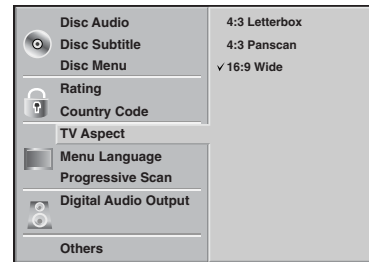 Disc Audio
Disc Subtitle
Disc Menu
Rating
Country Code
TV Aspect
Menu Language
Progressive Scan
Digital Audio Output
Others
4:3 Letterbox
4:3 Panscan
✓ 16:9 Wide